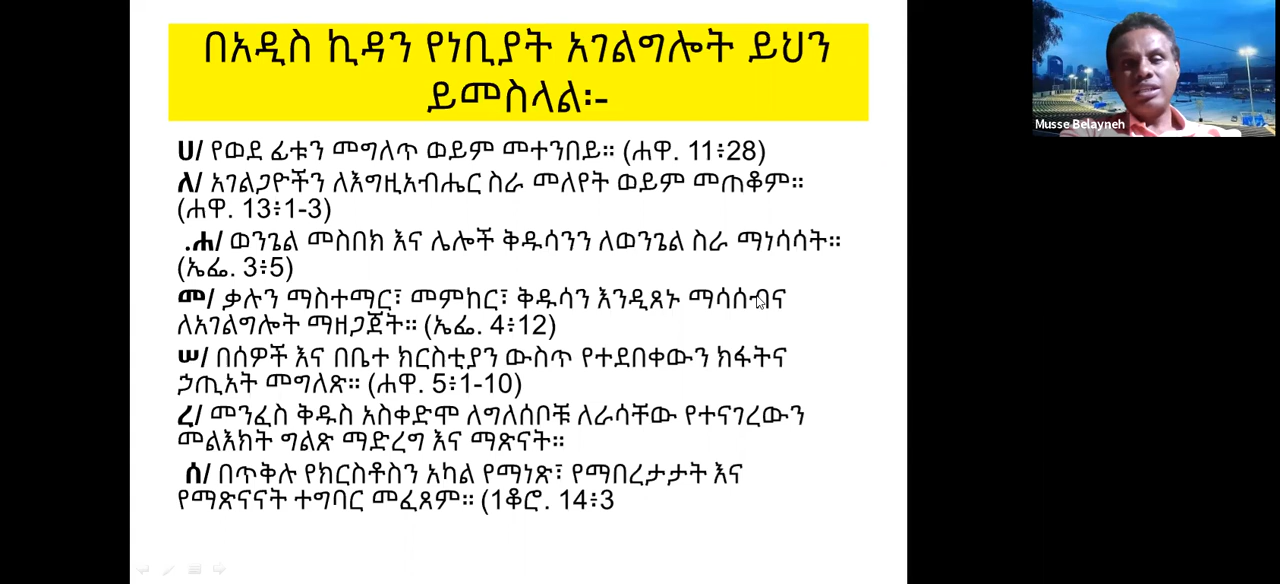 በአዲስ ኪዳን የነቢያት አገልግሎት ይህን
ይመስላል፡-
ሀ/ የወደ ፊቱን መግለጥ ወይም መተንበይ። (ሐዋ. 11፥28)
ለ/ አገልጋዮችን ለእግዚአብሔር ስራ መለየት ወይም መጠቆም።
(ሐዋ. 13፥1-3)
.ሐ/ ወንጌል መስበክ እና ሌሎች ቅዱሳንን ለወንጌል ስራ ማነሳሳት።
(ኤፌ. 3፥5)
መ/ ቃሉን ማስተማር፣ መምከር፣ ቅዱሳን እንዲጸኑ ማሳሰብና
ለአገልግሎት ማዘጋጀት። (ኤፌ. 4፥12)
ሠ/ በሰዎች እና በቤተ ክርስቲያን ውስጥ የተደበቀውን ክፋትና
ኃጢአት መግለጽ። (ሐዋ. 5፥1-10)
ረ/ መንፈስ ቅዱስ አስቀድሞ ለግለሰቦቹ ለራሳቸው የተናገረውን
መልእክት ግልጽ ማድረግ እና ማጽናት።
ሰ/ በጥቅሉ የክርስቶስን አካል የማነጽ፣ የማበረታታት እና
የማጽናናት ተግባር መፈጸም። (1ቆሮ. 14፥3
Musse Belayneh